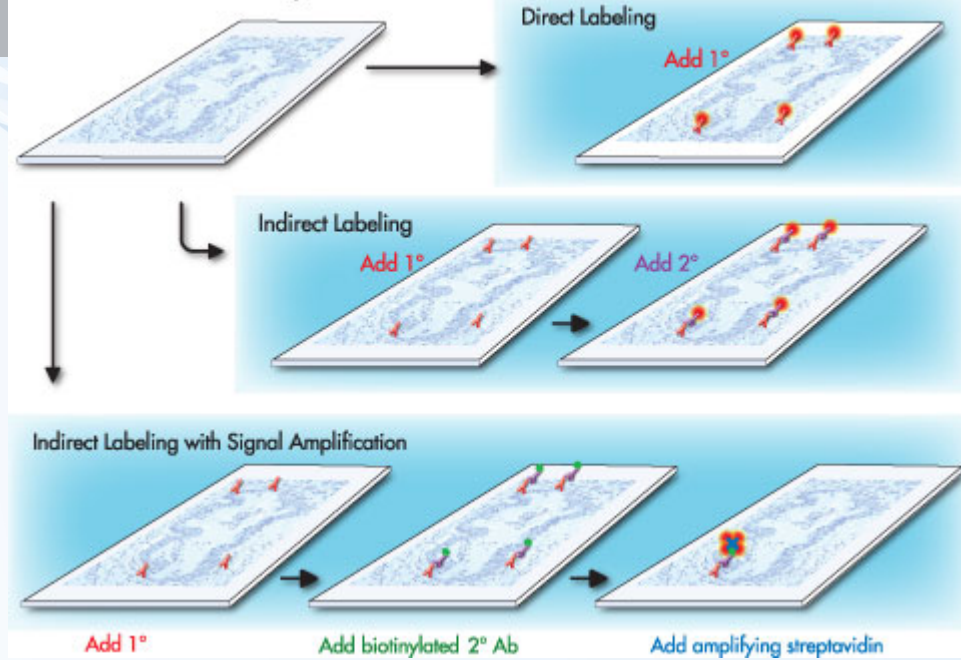 Direct Labeling
Add 1°
Indirect Labeling
Add 1°
Add 2°
Indirect Labeling with Signal Amplification
Add 1°
Add biotinylated 2° Ab
Add amplifying streptavidin